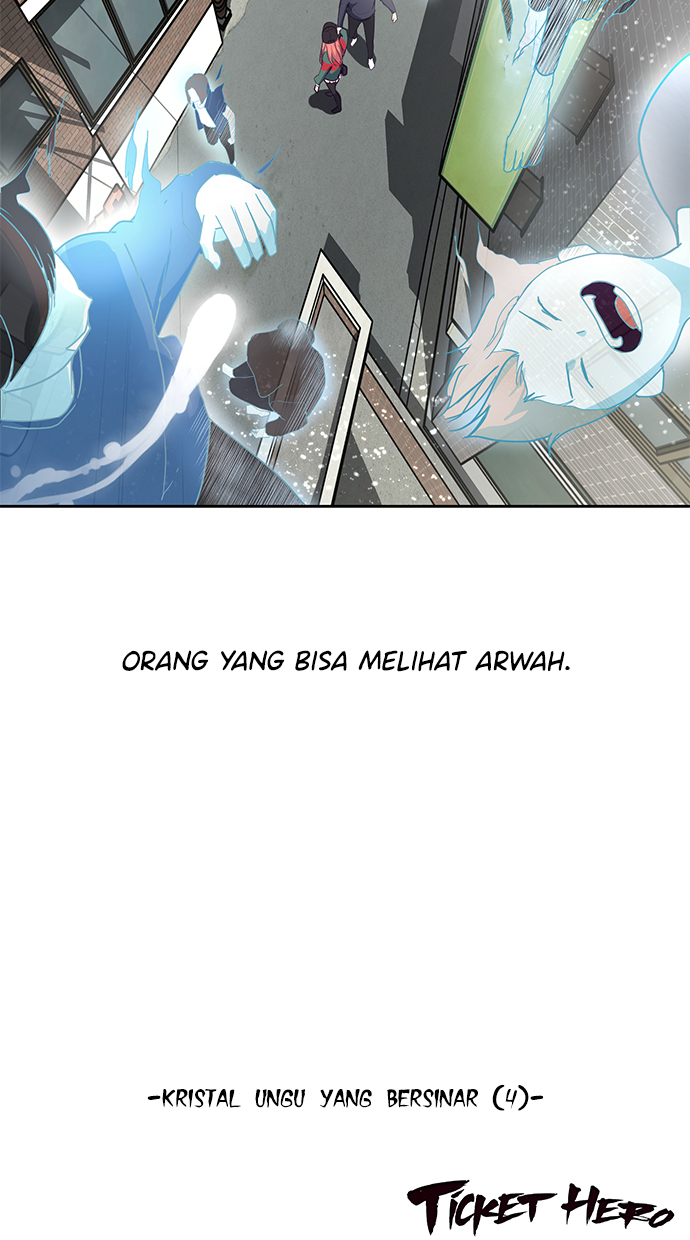 ORANG YANG BISA MELIHAT ARWAH.
-KRISTAL UNGU YANG BERSINAR (4)-
TICKET HERO